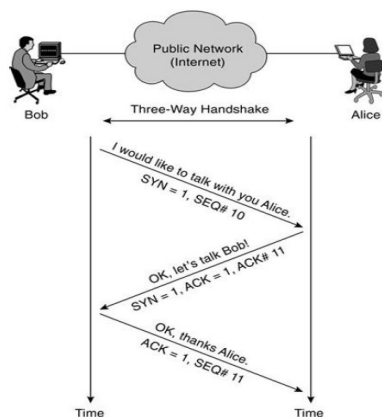 Public Network
(Internet)
Bob
Three-Way Handshake
Alice
I would like to talk with you Alice.
SYN = 1, SEQ# 10
OK, let's talk Bob!
SYN = 1, ACK = 1, ACK# 11
OK, thanks Alice.
ACK = 1, SEQ# 11
Time
Time